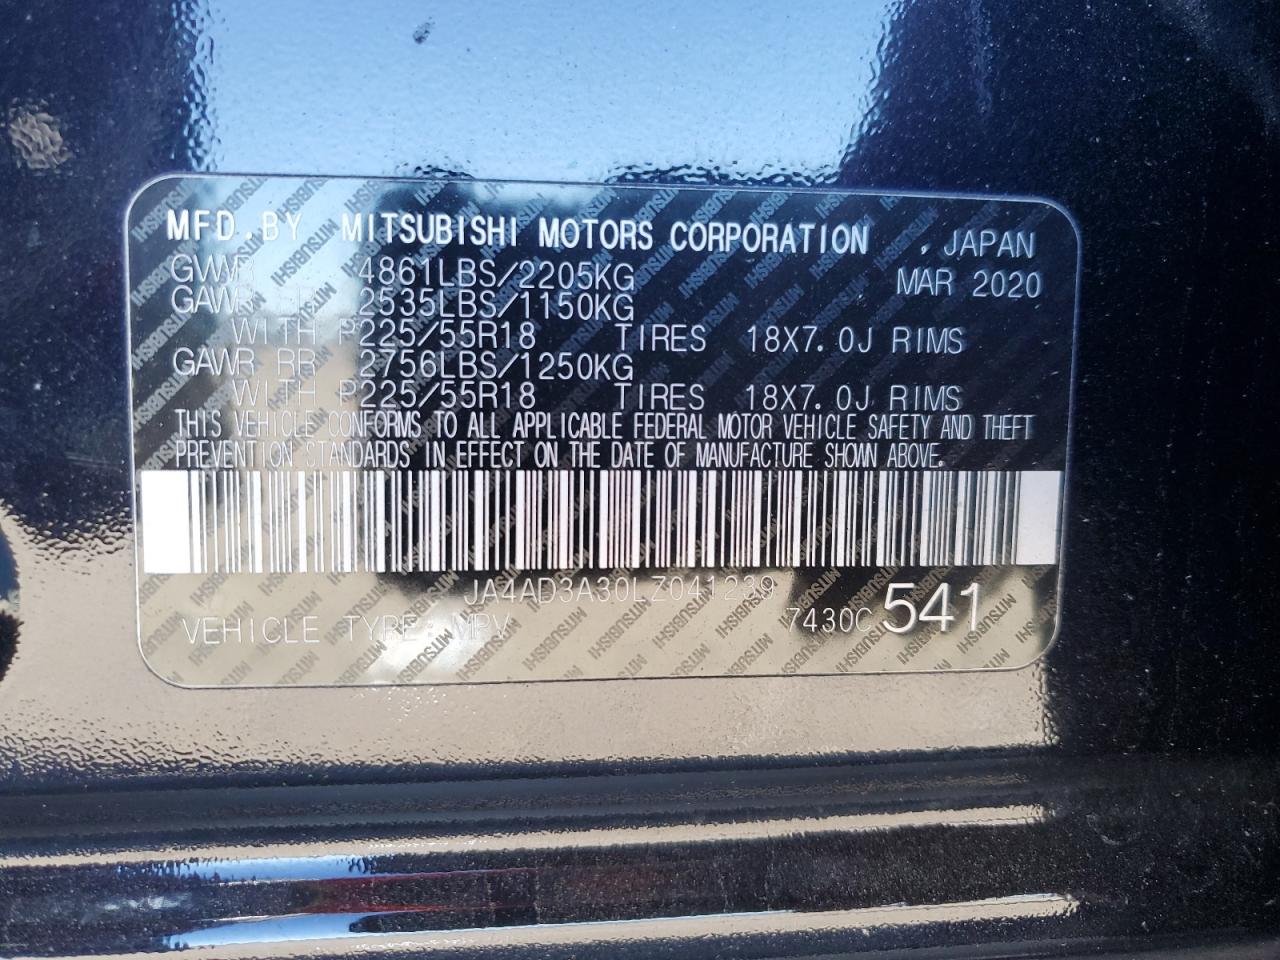 MFD.BY MITSUBISHI MOTORS CORPORATION , JAPAN
GVWR 4861LBS/2205KG MAR 2020
GAWR FR 2535LBS/1150KG
WITH P225/55R18 TIRES 18X7.0J RIMS
GAWR RR 2756LBS/1250KG
WITH P225/55R18 TIRES 18X7.0J RIMS
THIS VEHICLE CONFORMS TO ALL APPLICABLE FEDERAL MOTOR VEHICLE SAFETY AND THEFT
PREVENTION STANDARDS IN EFFECT ON THE DATE OF MANUFACTURE SHOWN ABOVE.
JA4AD3A30LZ041239
VEHICLE TYPE: MPV 7430C 541